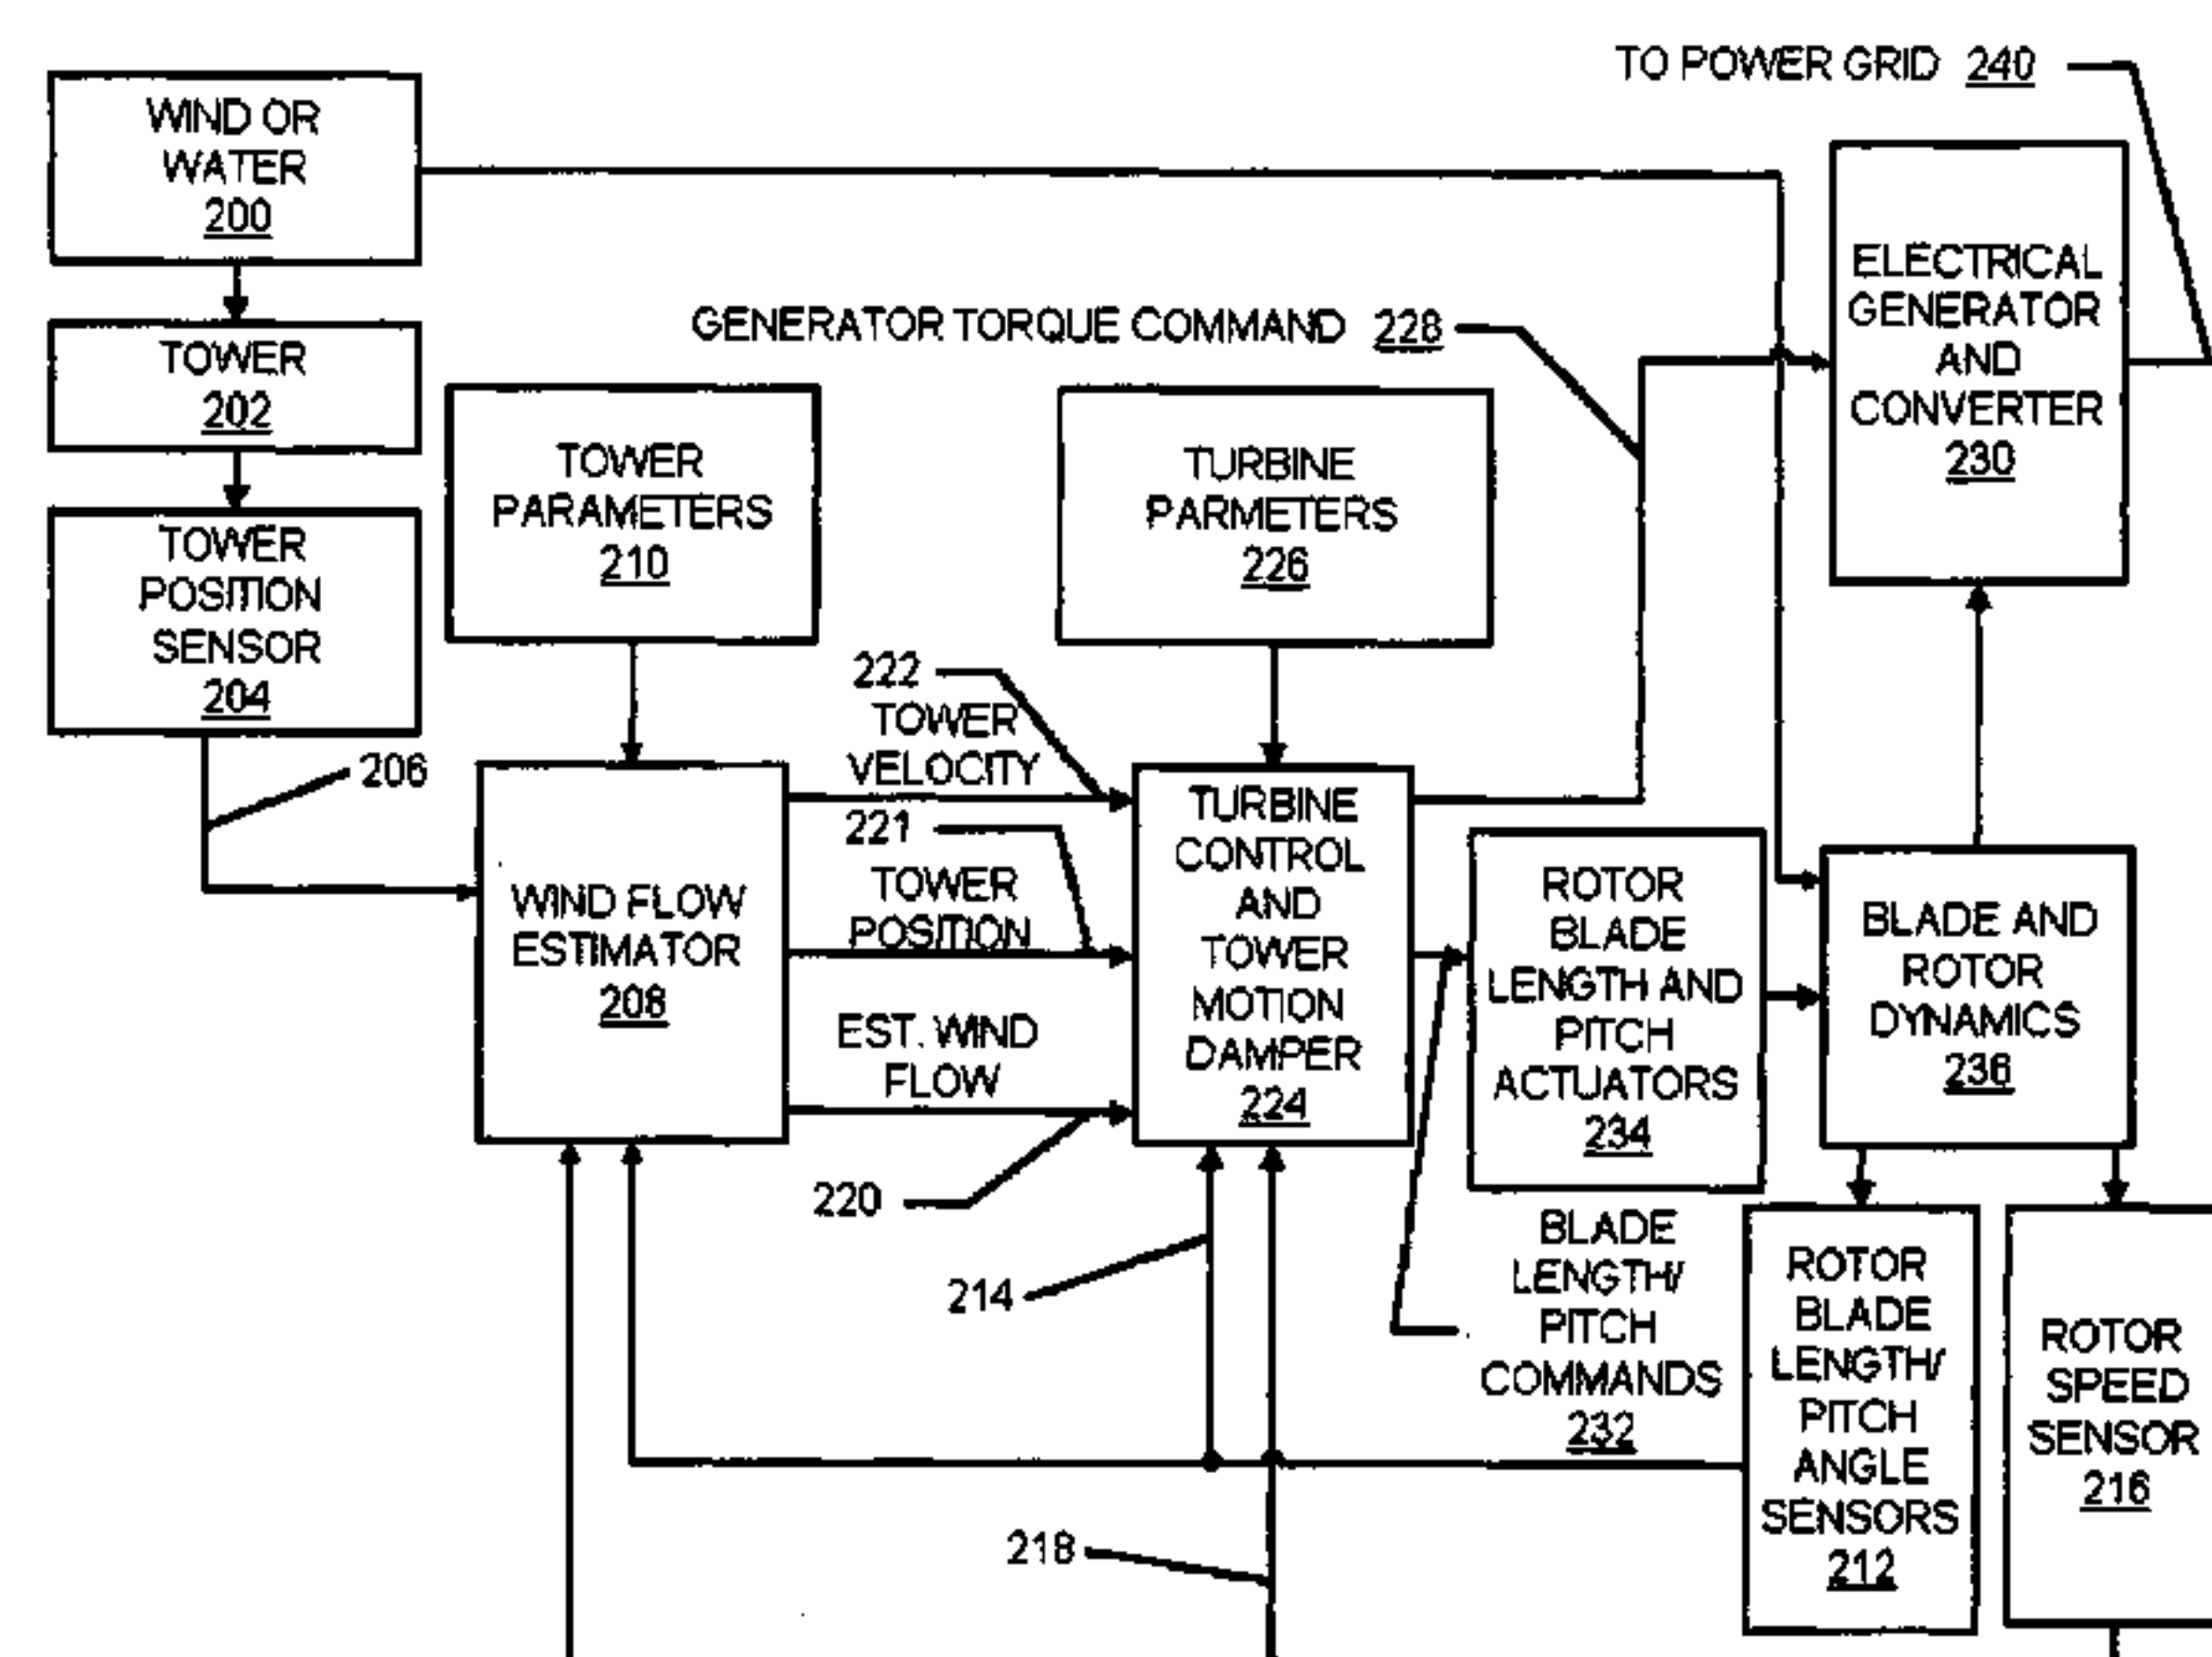 TO POWER GRID 240
WIND OR
WATER
200
TOWER
202
TOWER
POSITION
SENSOR
204
206
TOWER
PARAMETERS
210
GENERATOR TORQUE COMMAND 228
TURBINE
PARMETERS
226
ELECTRICAL
GENERATOR
AND
CONVERTER
230
WIND FLOW
ESTIMATOR
208
222
TOWER
VELOCITY
221
TOWER
POSITION
EST. WIND
FLOW
220
TURBINE
CONTROL
AND
TOWER
MOTION
DAMPER
224
ROTOR
BLADE
LENGTH AND
PITCH
ACTUATORS
234
BLADE AND
ROTOR
DYNAMICS
236
214
218
BLADE
LENGTH/
PITCH
COMMANDS
232
ROTOR
BLADE
LENGTH/
PITCH
ANGLE
SENSORS
212
ROTOR
SPEED
SENSOR
216